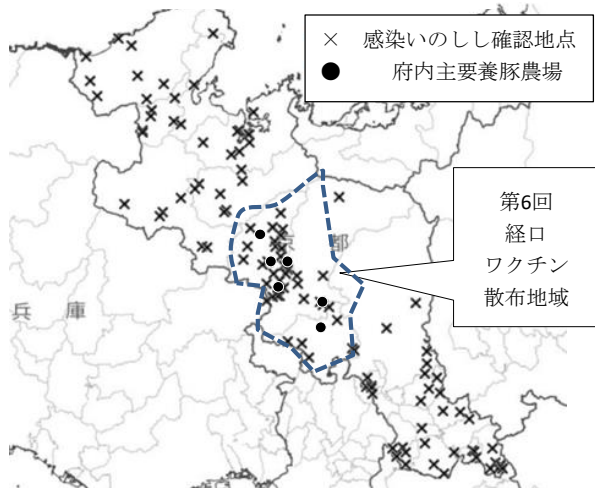 × 感染いのしし確認地点
● 府内主要養豚農場
第6回
経口
ワクチン
散布地域
京都
兵庫